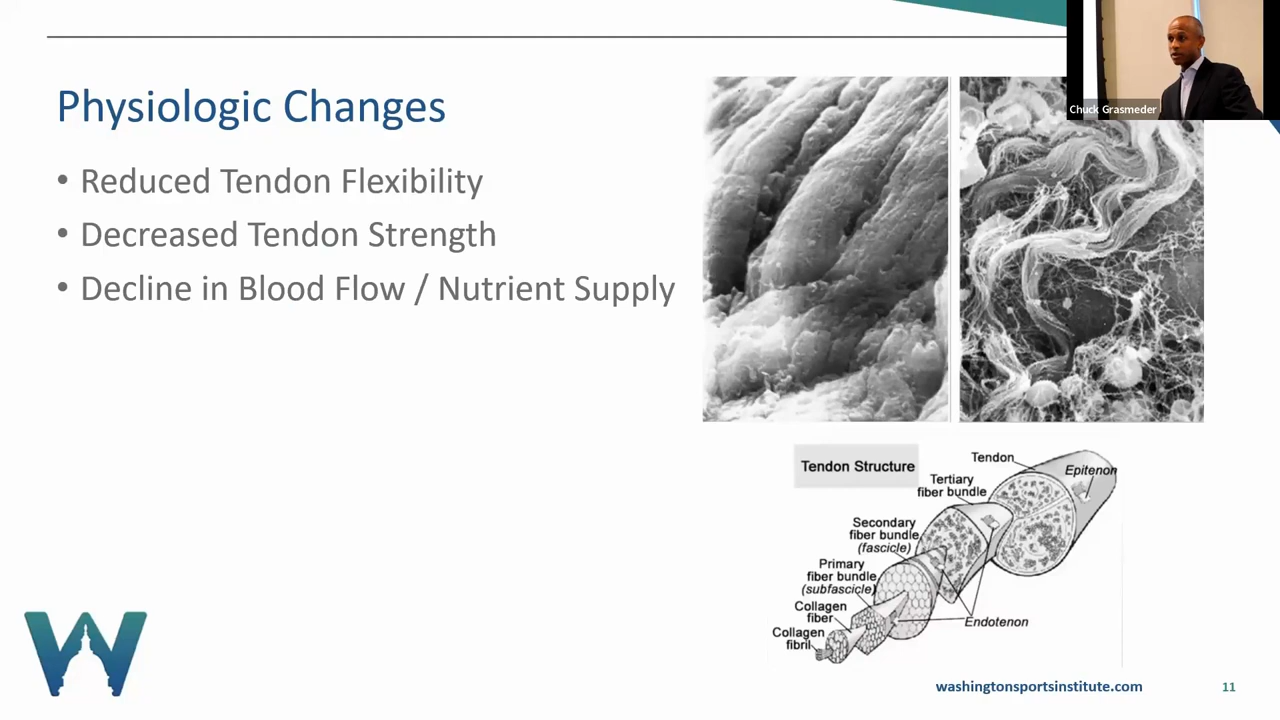 Chuck Grasmeder
Physiologic Changes
• Reduced Tendon Flexibility
• Decreased Tendon Strength
• Decline in Blood Flow / Nutrient Supply
Tendon Structure
Tendon
Epitenon
Tertiary
fiber bundle
Secondary
fiber bundle
(fascicle)
Primary
fiber bundle
(subfascicle)
Collagen
fiber
Collagen
fibril
Endotenon
W
washingtonsportsinstitute.com
11